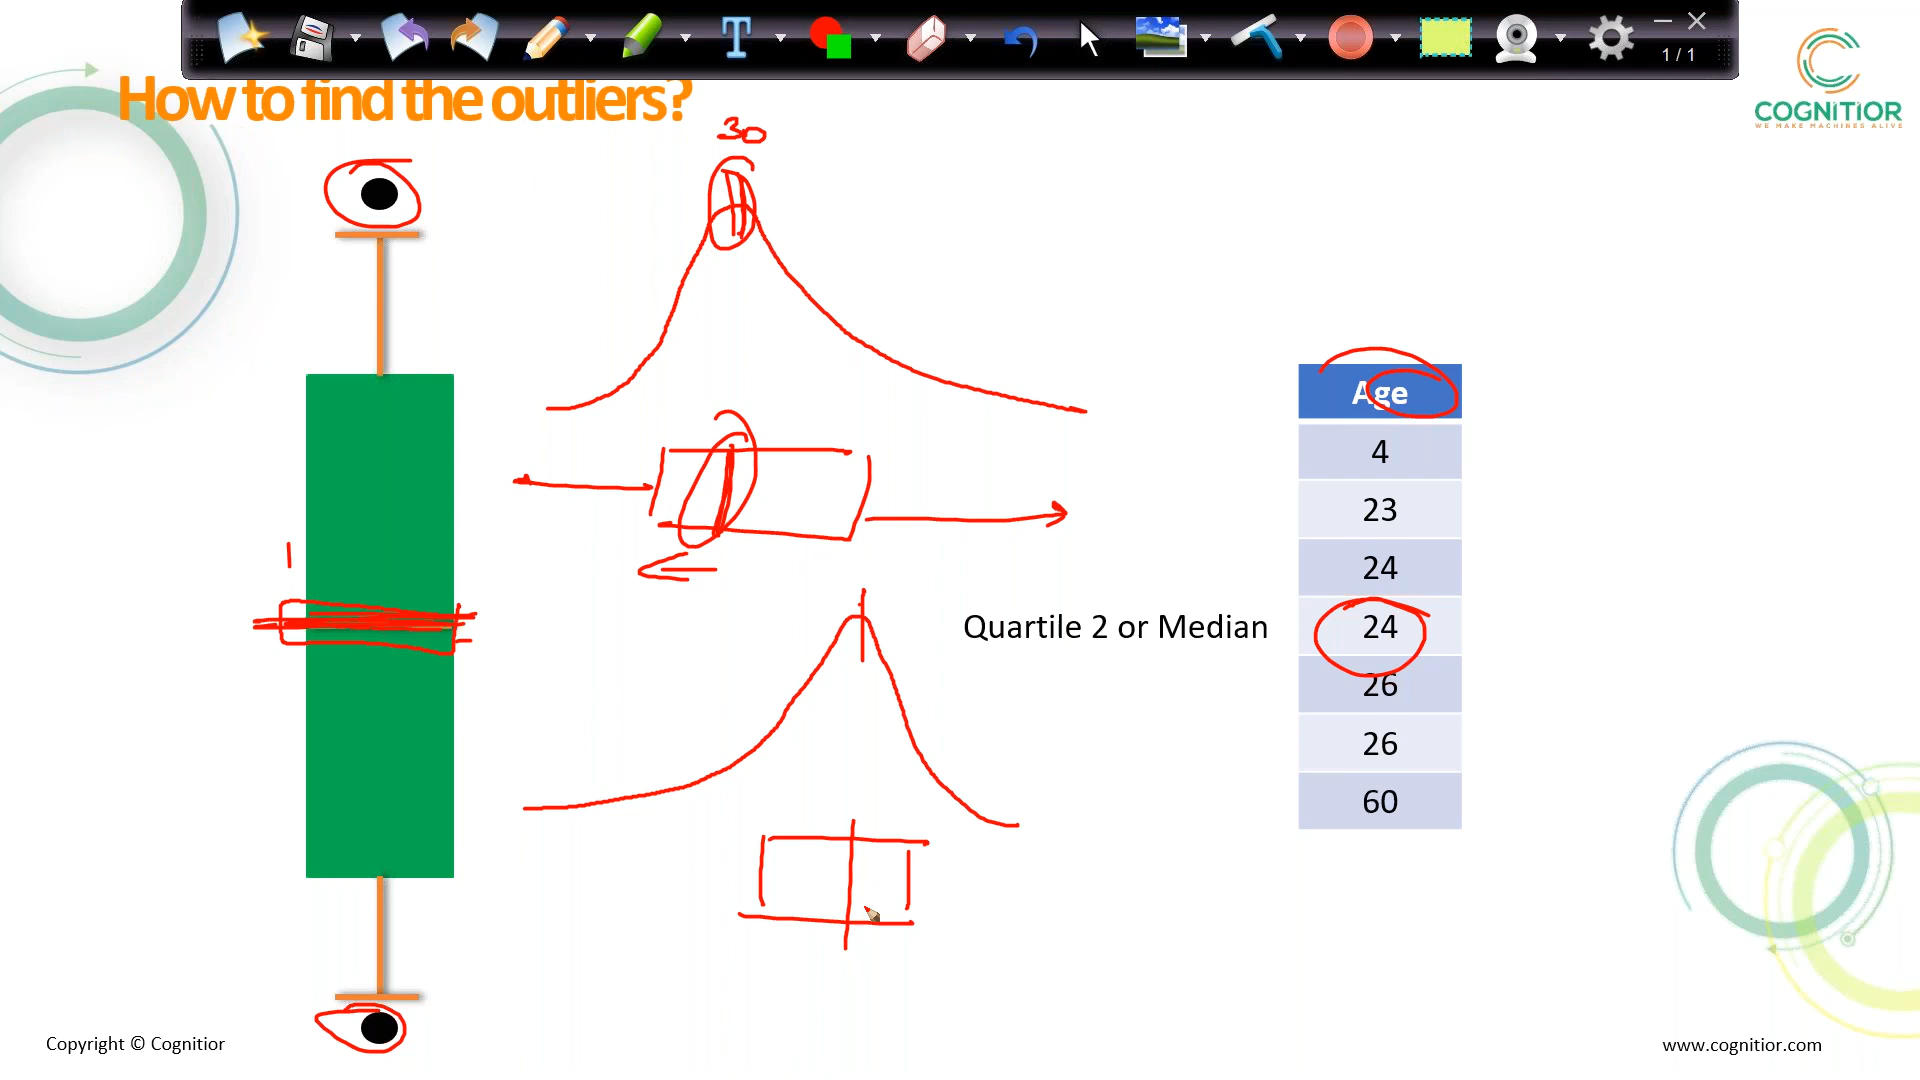 1 / 1
How to find the outliers?
COGNITIOR
WE MAKE MACHINES ALIVE
30
Age
4
23
24
Quartile 2 or Median
24
26
26
60
Copyright © Cognitior
www.cognitior.com